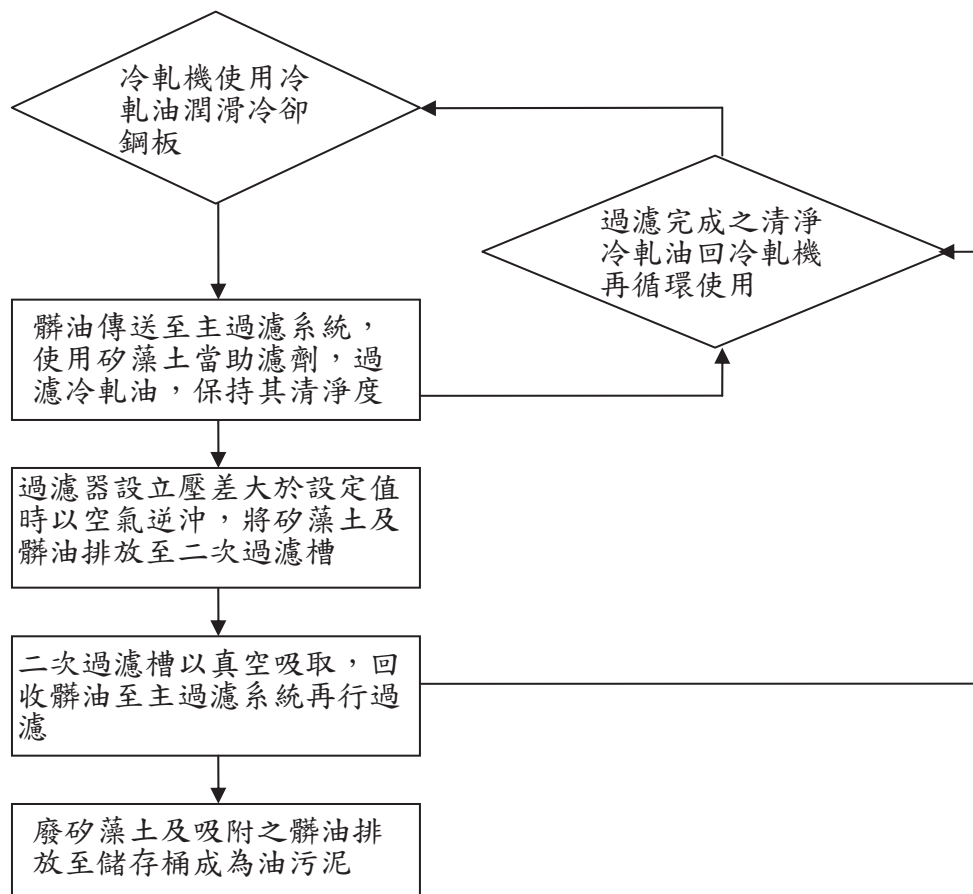 冷軋機使用冷
軋油潤滑冷卻
鋼板
過濾完成之清淨
冷軋油回冷軋機
再循環使用
髒油傳送至主過濾系統，
使用矽藻土當助濾劑，過
濾冷軋油，保持其清淨度
過濾器設立壓差大於設定值
時以空氣逆沖，將矽藻土及
髒油排放至二次過濾槽
二次過濾槽以真空吸取，回
收髒油至主過濾系統再行過
濾
廢矽藻土及吸附之髒油排
放至儲存桶成為油污泥